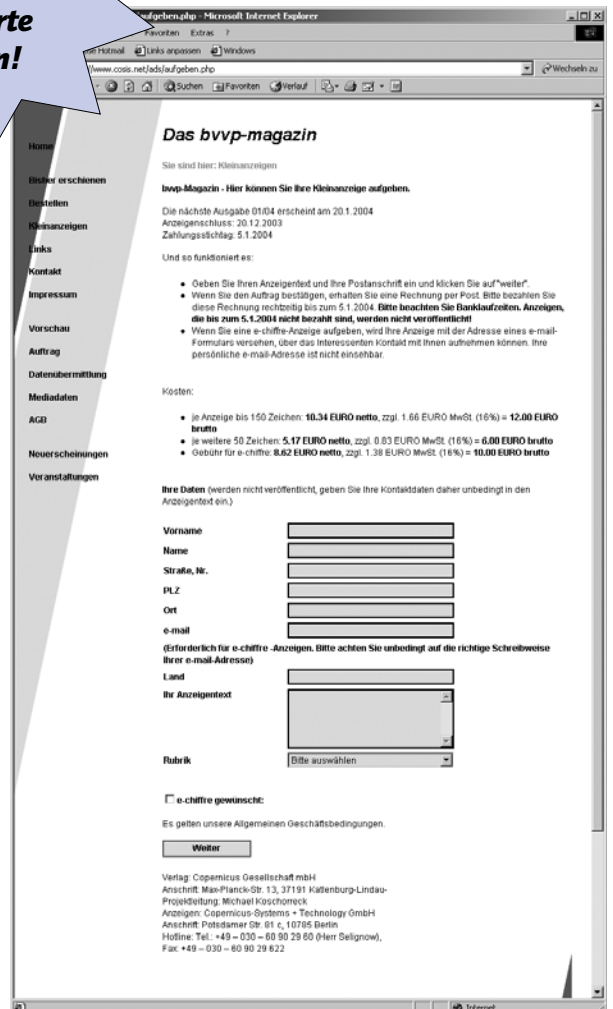 rte
n!
aufgeben.php - Microsoft Internet Explorer
Favoriten Extras ?
Hotmail Links anpassen Windows
www.cosis.net/ads/aufgeben.php Wechseln zu
Suchen Favoriten Verlauf
Das bvvp-magazin
Home
Sie sind hier: Kleinanzeigen
Bisher erschienen
bvvp-Magazin - Hier können Sie Ihre Kleinanzeige aufgeben.
Bestellen
Die nächste Ausgabe 01/04 erscheint am 20.1.2004
Kleinanzeigen
Anzeigenschluss: 20.12.2003
Zahlungsstichtag: 5.1.2004
Links
Und so funktioniert es:
Kontakt
Impressum
Vorschau
Auftrag
Datenübermittlung
Mediadaten
AGB
Neuerscheinungen
Veranstaltungen
Geben Sie Ihren Anzeigentext und Ihre Postanschrift ein und klicken Sie auf "weiter".
Wenn Sie den Auftrag bestätigen, erhalten Sie eine Rechnung per Post. Bitte bezahlen Sie
diese Rechnung rechtzeitig bis zum 5.1.2004. Bitte beachten Sie Banklaufzeiten. Anzeigen,
die bis zum 5.1.2004 nicht bezahlt sind, werden nicht veröffentlicht!
Wenn Sie eine e-chiffre-Anzeige aufgeben, wird Ihre Anzeige mit der Adresse eines e-mail-
Formulars versehen, über das Interessenten Kontakt mit Ihnen aufnehmen können. Ihre
persönliche e-mail-Adresse ist nicht einsehbar.
Kosten:
je Anzeige bis 150 Zeichen: 10.34 EURO netto, zzgl. 1.66 EURO MwSt. (16%) = 12.00 EURO
brutto
je weitere 50 Zeichen: 5.17 EURO netto, zzgl. 0.83 EURO MwSt. (16%) = 6.00 EURO brutto
Gebühr für e-chiffre: 8.62 EURO netto, zzgl. 1.38 EURO MwSt. (16%) = 10.00 EURO brutto
Ihre Daten (werden nicht veröffentlicht, geben Sie Ihre Kontaktdaten daher unbedingt in den
Anzeigentext ein.)
Vorname
Name
Straße, Nr.
PLZ
Ort
e-mail
(Erforderlich für e-chiffre -Anzeigen. Bitte achten Sie unbedingt auf die richtige Schreibweise
Ihrer e-mail-Adresse)
Land
Ihr Anzeigentext
Rubrik Bitte auswählen
e-chiffre gewünscht:
Es gelten unsere Allgemeinen Geschäftsbedingungen.
Weiter
Verlag: Copernicus Gesellschaft mbH
Anschrift: Max-Planck-Str. 13, 37191 Katlenburg-Lindau-
Projektleitung: Michael Koschorreck
Anzeigen: Copernicus-Systems + Technology GmbH
Anschrift: Potsdamer Str. 81 c, 10785 Berlin
Hotline: Tel.: +49 – 030 – 60 90 29 60 (Herr Selignow),
Fax: +49 – 030 – 60 90 29 622
Internet